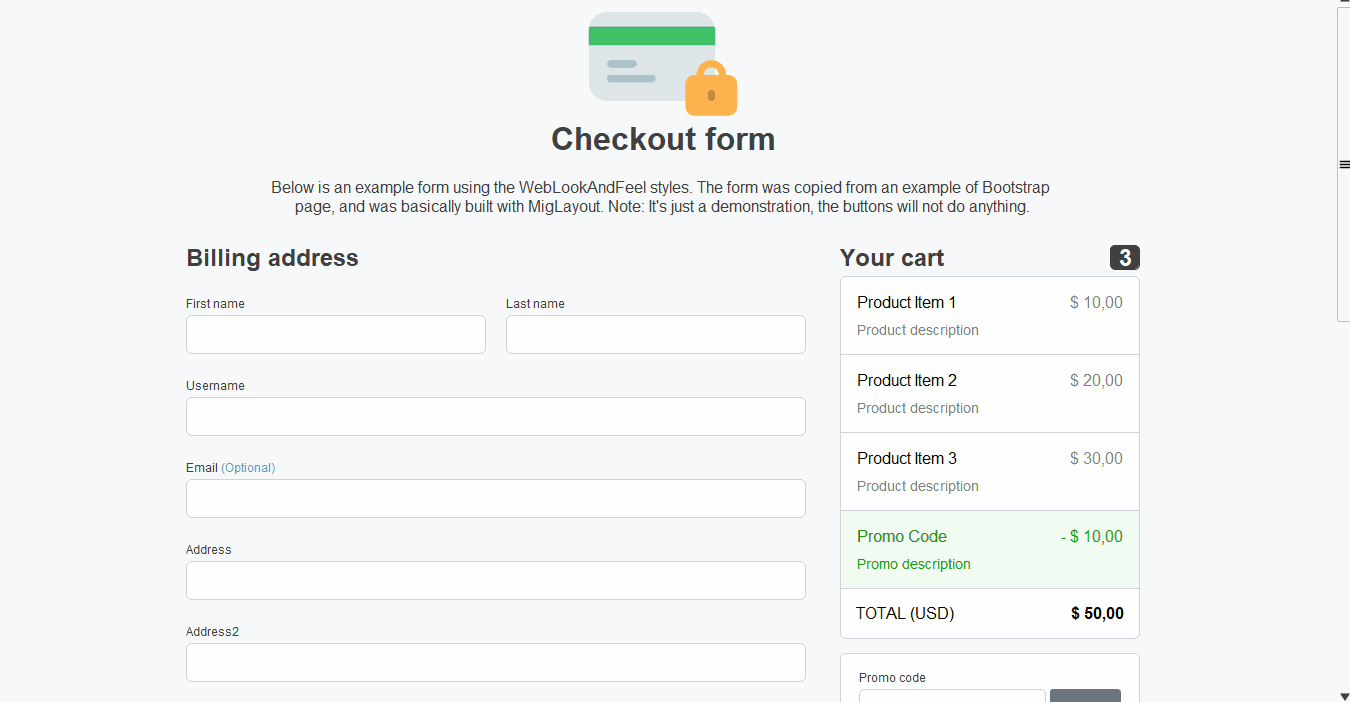 Checkout form
Below is an example form using the WebLookAndFeel styles. The form was copied from an example of Bootstrap
page, and was basically built with MigLayout. Note: It's just a demonstration, the buttons will not do anything.
Billing address
First name
Last name
Username
Email (Optional)
Address
Address2
Your cart
3
Product Item 1
$ 10,00
Product description
Product Item 2
$ 20,00
Product description
Product Item 3
$ 30,00
Product description
Promo Code
- $ 10,00
Promo description
TOTAL (USD)
$ 50,00
Promo code